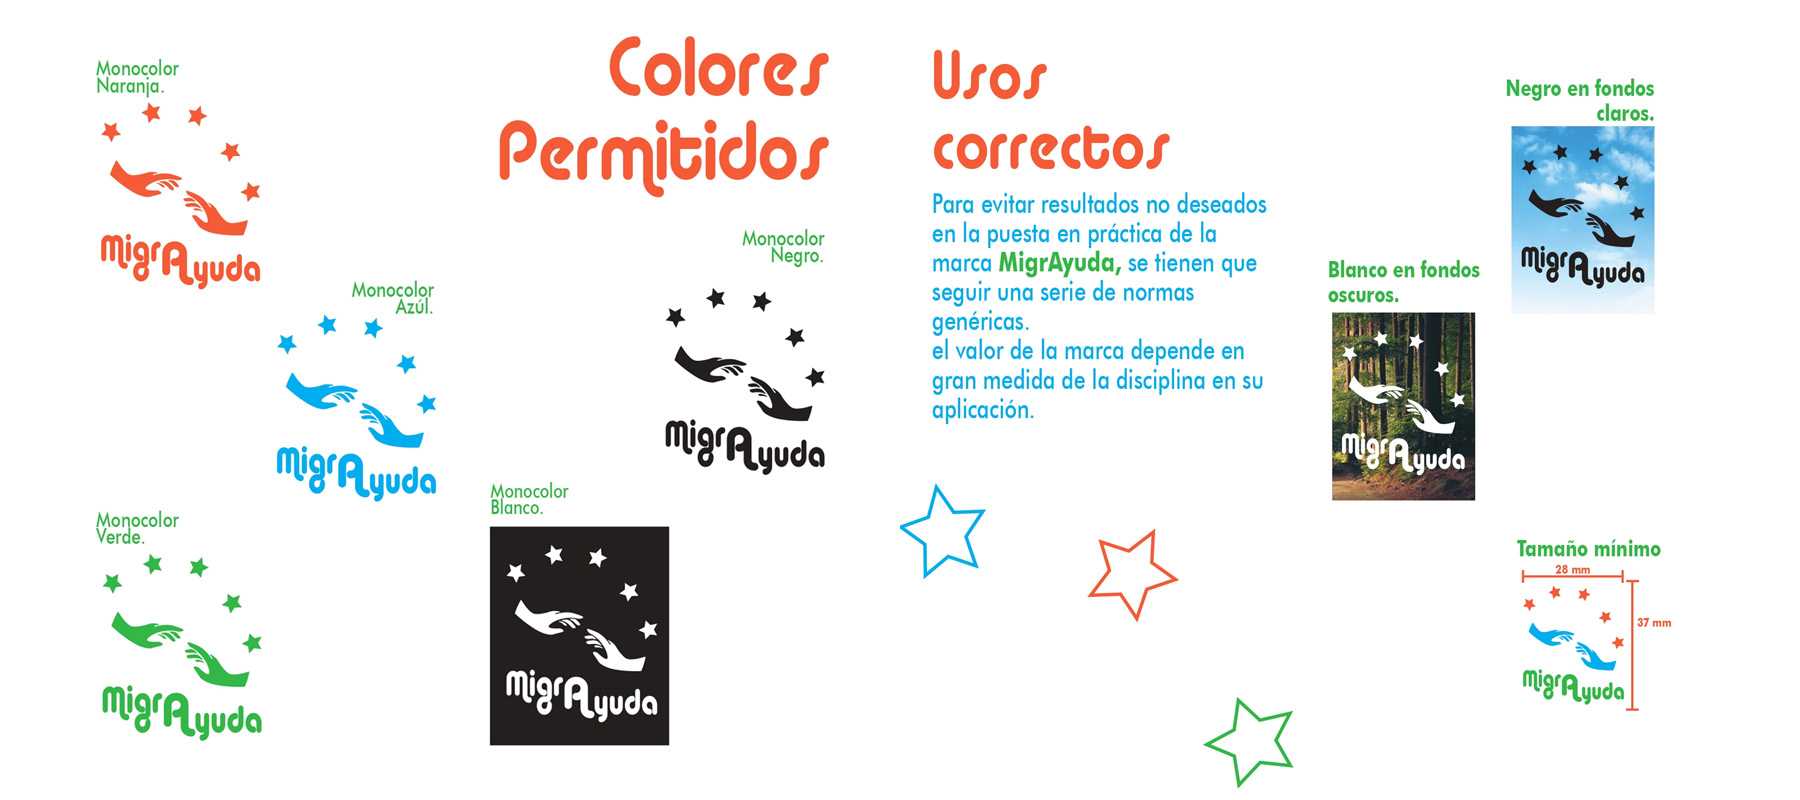 Colores
Permitidos
Monocolor
Naranja.
MigrAyuda
Monocolor
Azúl.
MigrAyuda
Monocolor
Verde.
MigrAyuda
Monocolor
Negro.
MigrAyuda
Monocolor
Blanco.
MigrAyuda
Usos
correctos
Para evitar resultados no deseados
en la puesta en práctica de la
marca MigrAyuda, se tienen que
seguir una serie de normas
genéricas.
el valor de la marca depende en
gran medida de la disciplina en su
aplicación.
Negro en fondos
claros.
MigrAyuda
Blanco en fondos
oscuros.
MigrAyuda
Tamaño mínimo
28 mm
37 mm
MigrAyuda